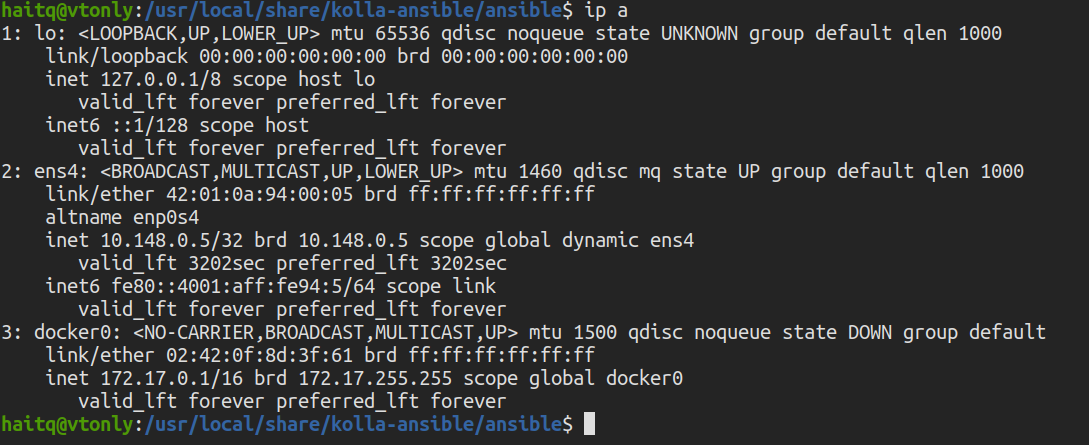 haitq@vtonly:/usr/local/share/kolla-ansible/ansible$ ip a
1: lo: <LOOPBACK,UP,LOWER_UP> mtu 65536 qdisc noqueue state UNKNOWN group default qlen 1000
    link/loopback 00:00:00:00:00:00 brd 00:00:00:00:00:00
    inet 127.0.0.1/8 scope host lo
       valid_lft forever preferred_lft forever
    inet6 ::1/128 scope host
       valid_lft forever preferred_lft forever
2: ens4: <BROADCAST,MULTICAST,UP,LOWER_UP> mtu 1460 qdisc mq state UP group default qlen 1000
    link/ether 42:01:0a:94:00:05 brd ff:ff:ff:ff:ff:ff
    altname enp0s4
    inet 10.148.0.5/32 brd 10.148.0.5 scope global dynamic ens4
       valid_lft 3202sec preferred_lft 3202sec
    inet6 fe80::4001:aff:fe94:5/64 scope link
       valid_lft forever preferred_lft forever
3: docker0: <NO-CARRIER,BROADCAST,MULTICAST,UP> mtu 1500 qdisc noqueue state DOWN group default
    link/ether 02:42:0f:8d:3f:61 brd ff:ff:ff:ff:ff:ff
    inet 172.17.0.1/16 brd 172.17.255.255 scope global docker0
       valid_lft forever preferred_lft forever
haitq@vtonly:/usr/local/share/kolla-ansible/ansible$